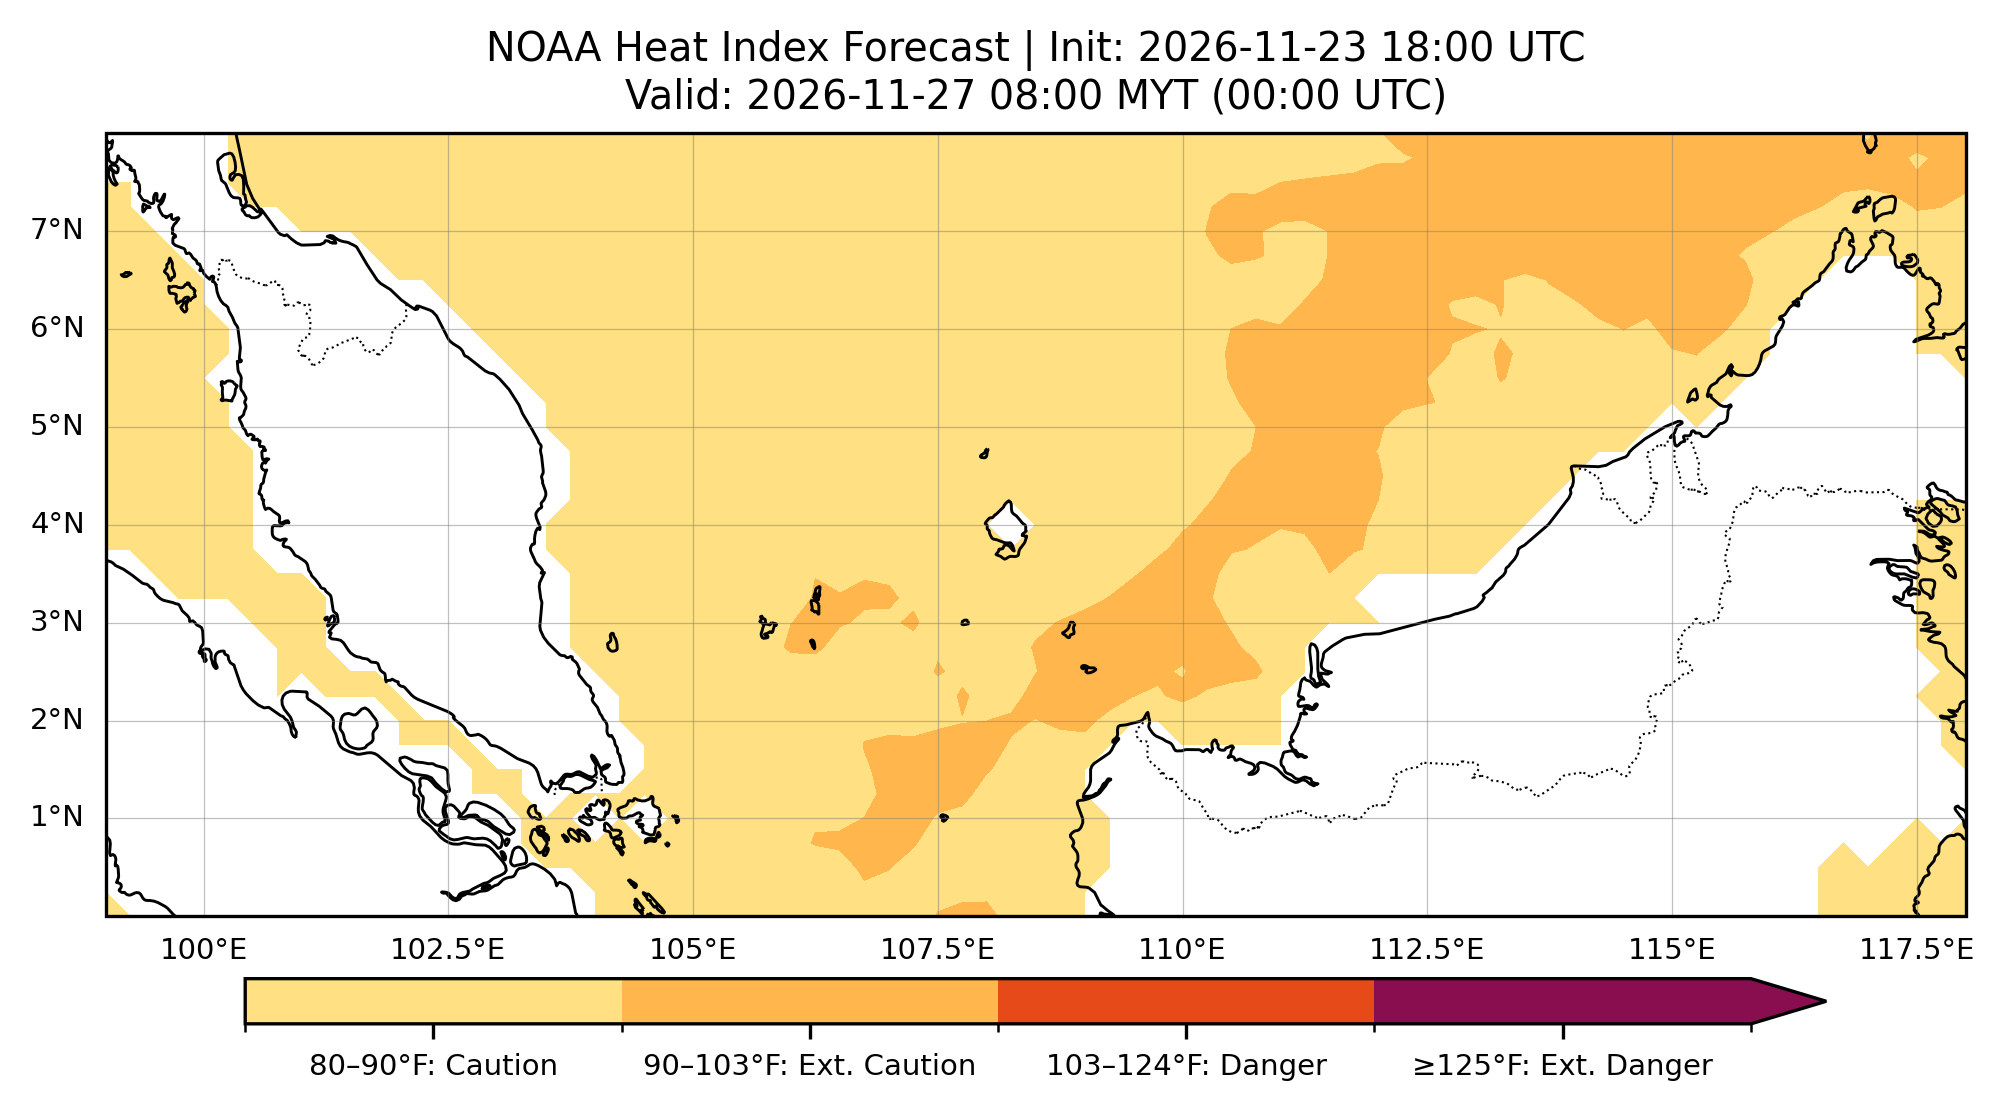 NOAA Heat Index Forecast | Init: 2026-11-23 18:00 UTC
Valid: 2026-11-27 08:00 MYT (00:00 UTC)
7°N
6°N
5°N
4°N
3°N
2°N
1°N
100°E 102.5°E 105°E 107.5°E 110°E 112.5°E 115°E 117.5°E
80–90°F: Caution 90–103°F: Ext. Caution 103–124°F: Danger ≥125°F: Ext. Danger